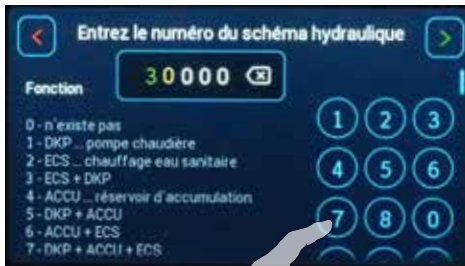 Entrez le numéro du schéma hydraulique
30000
Fonction
0 - n'existe pas
1 - DKP ... pompe chaudière
2 - ECS ... chauffage eau sanitaire
3 - ECS + DKP
4 - ACCU ... réservoir d'accumulation
5 - DKP + ACCU
6 - ACCU + ECS
7 - DKP + ACCU + ECS
1 2 3
4 5 6
7 8 0